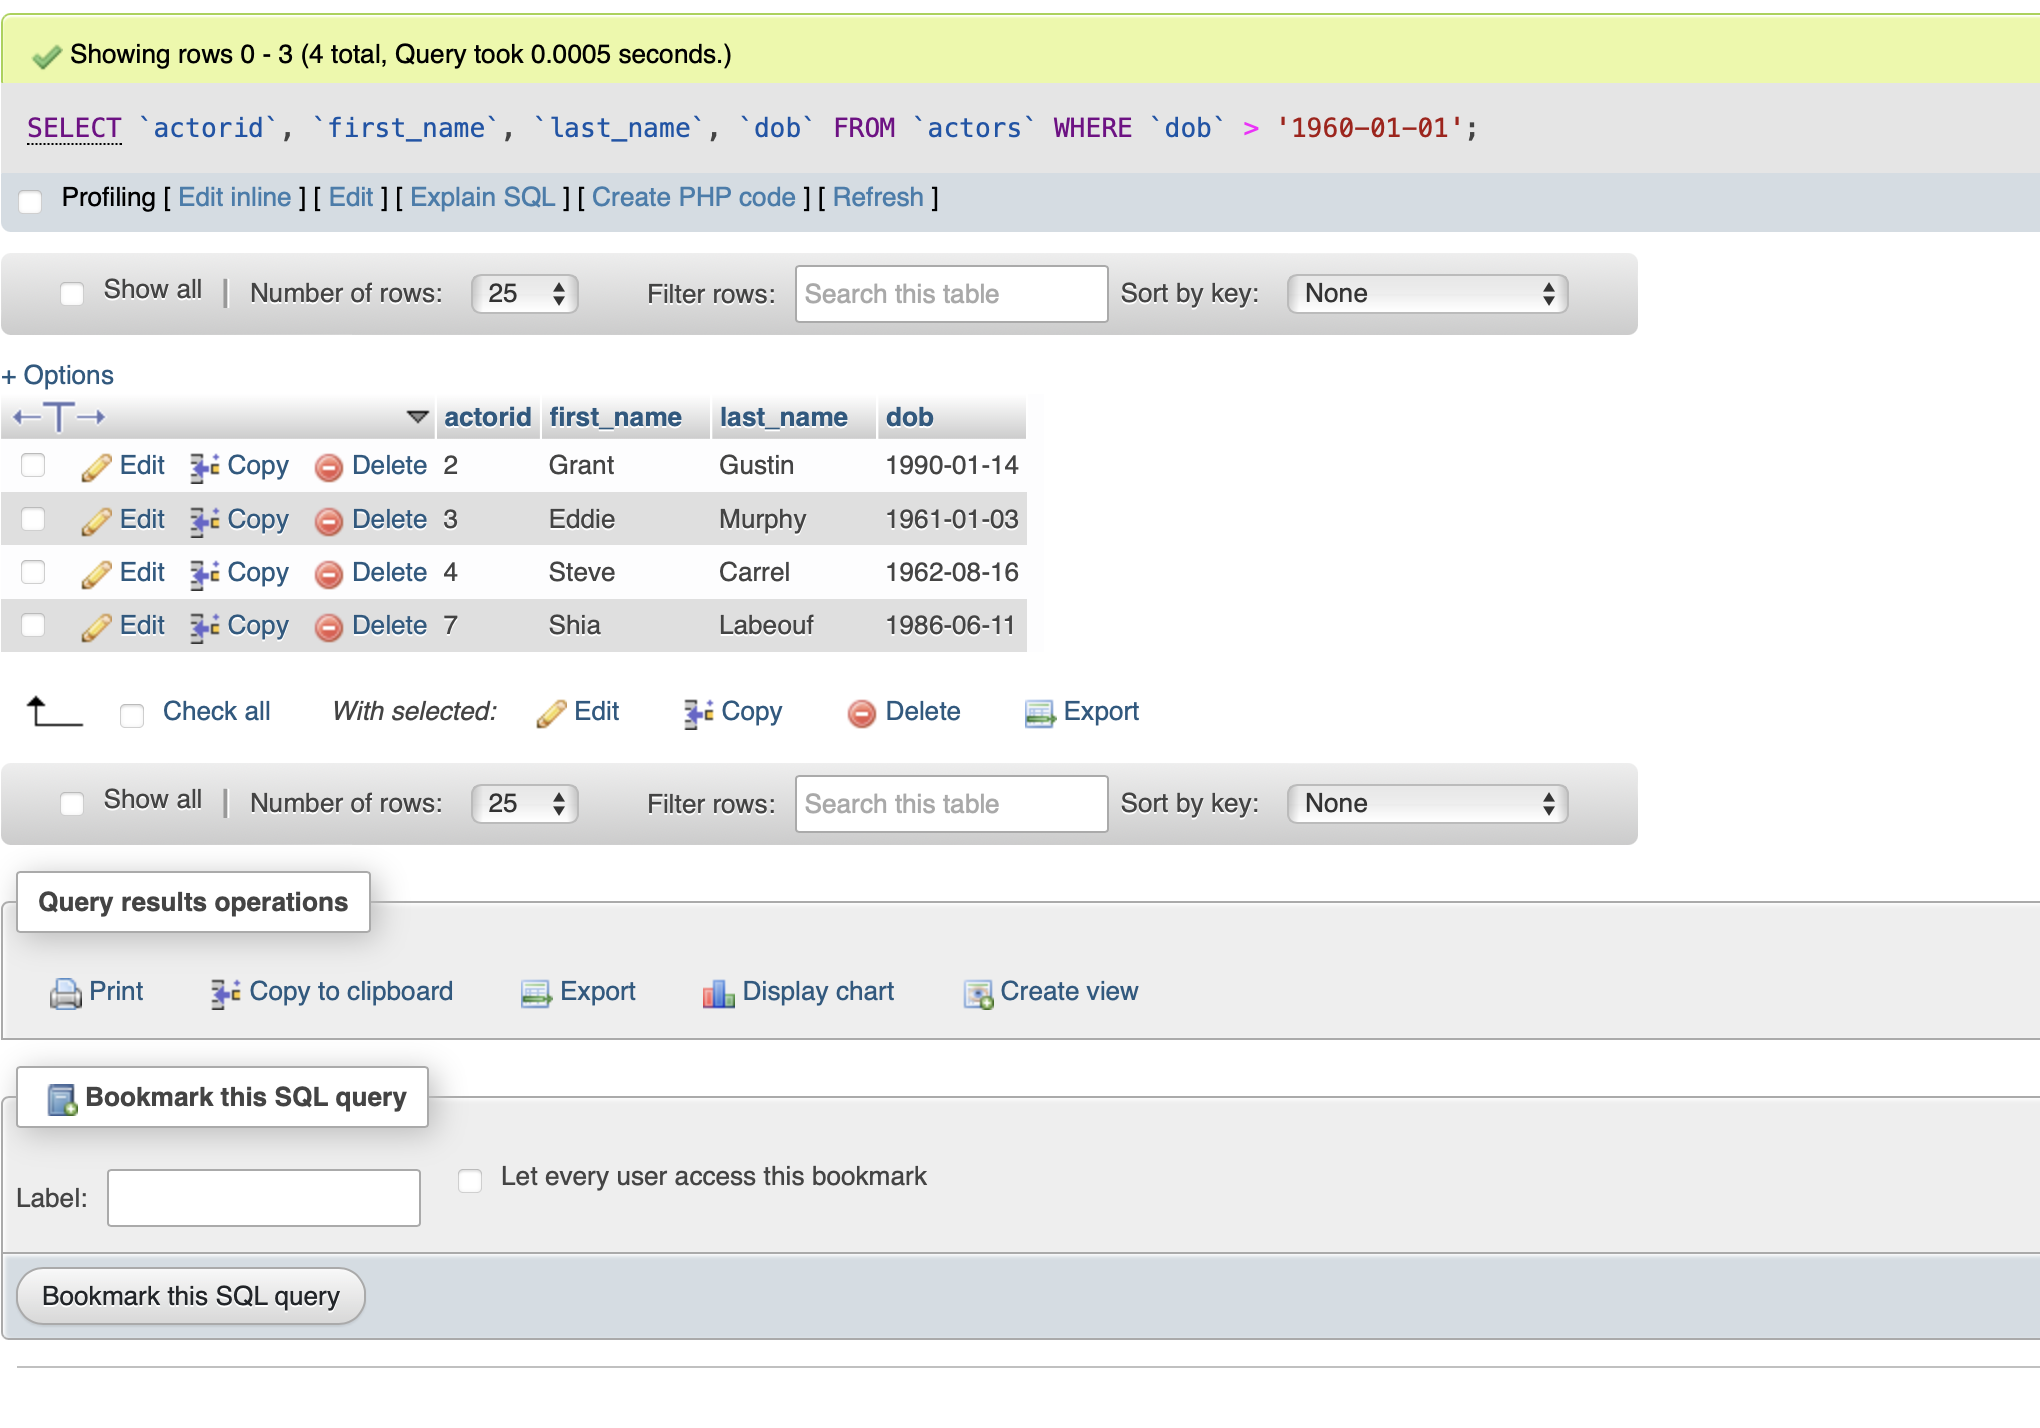 Showing rows 0 - 3 (4 total, Query took 0.0005 seconds.)
SELECT `actorid`, `first_name`, `last_name`, `dob` FROM `actors` WHERE `dob` > '1960-01-01';
Profiling [ Edit inline ] [ Edit ] [ Explain SQL ] [ Create PHP code ] [ Refresh ]
Show all | Number of rows: 25 Filter rows: Search this table Sort by key: None
+ Options
←T→ actorid first_name last_name dob
Edit Copy Delete 2 Grant Gustin 1990-01-14
Edit Copy Delete 3 Eddie Murphy 1961-01-03
Edit Copy Delete 4 Steve Carrel 1962-08-16
Edit Copy Delete 7 Shia Labeouf 1986-06-11
Check all With selected: Edit Copy Delete Export
Show all | Number of rows: 25 Filter rows: Search this table Sort by key: None
Query results operations
Print Copy to clipboard Export Display chart Create view
Bookmark this SQL query
Label: Let every user access this bookmark
Bookmark this SQL query